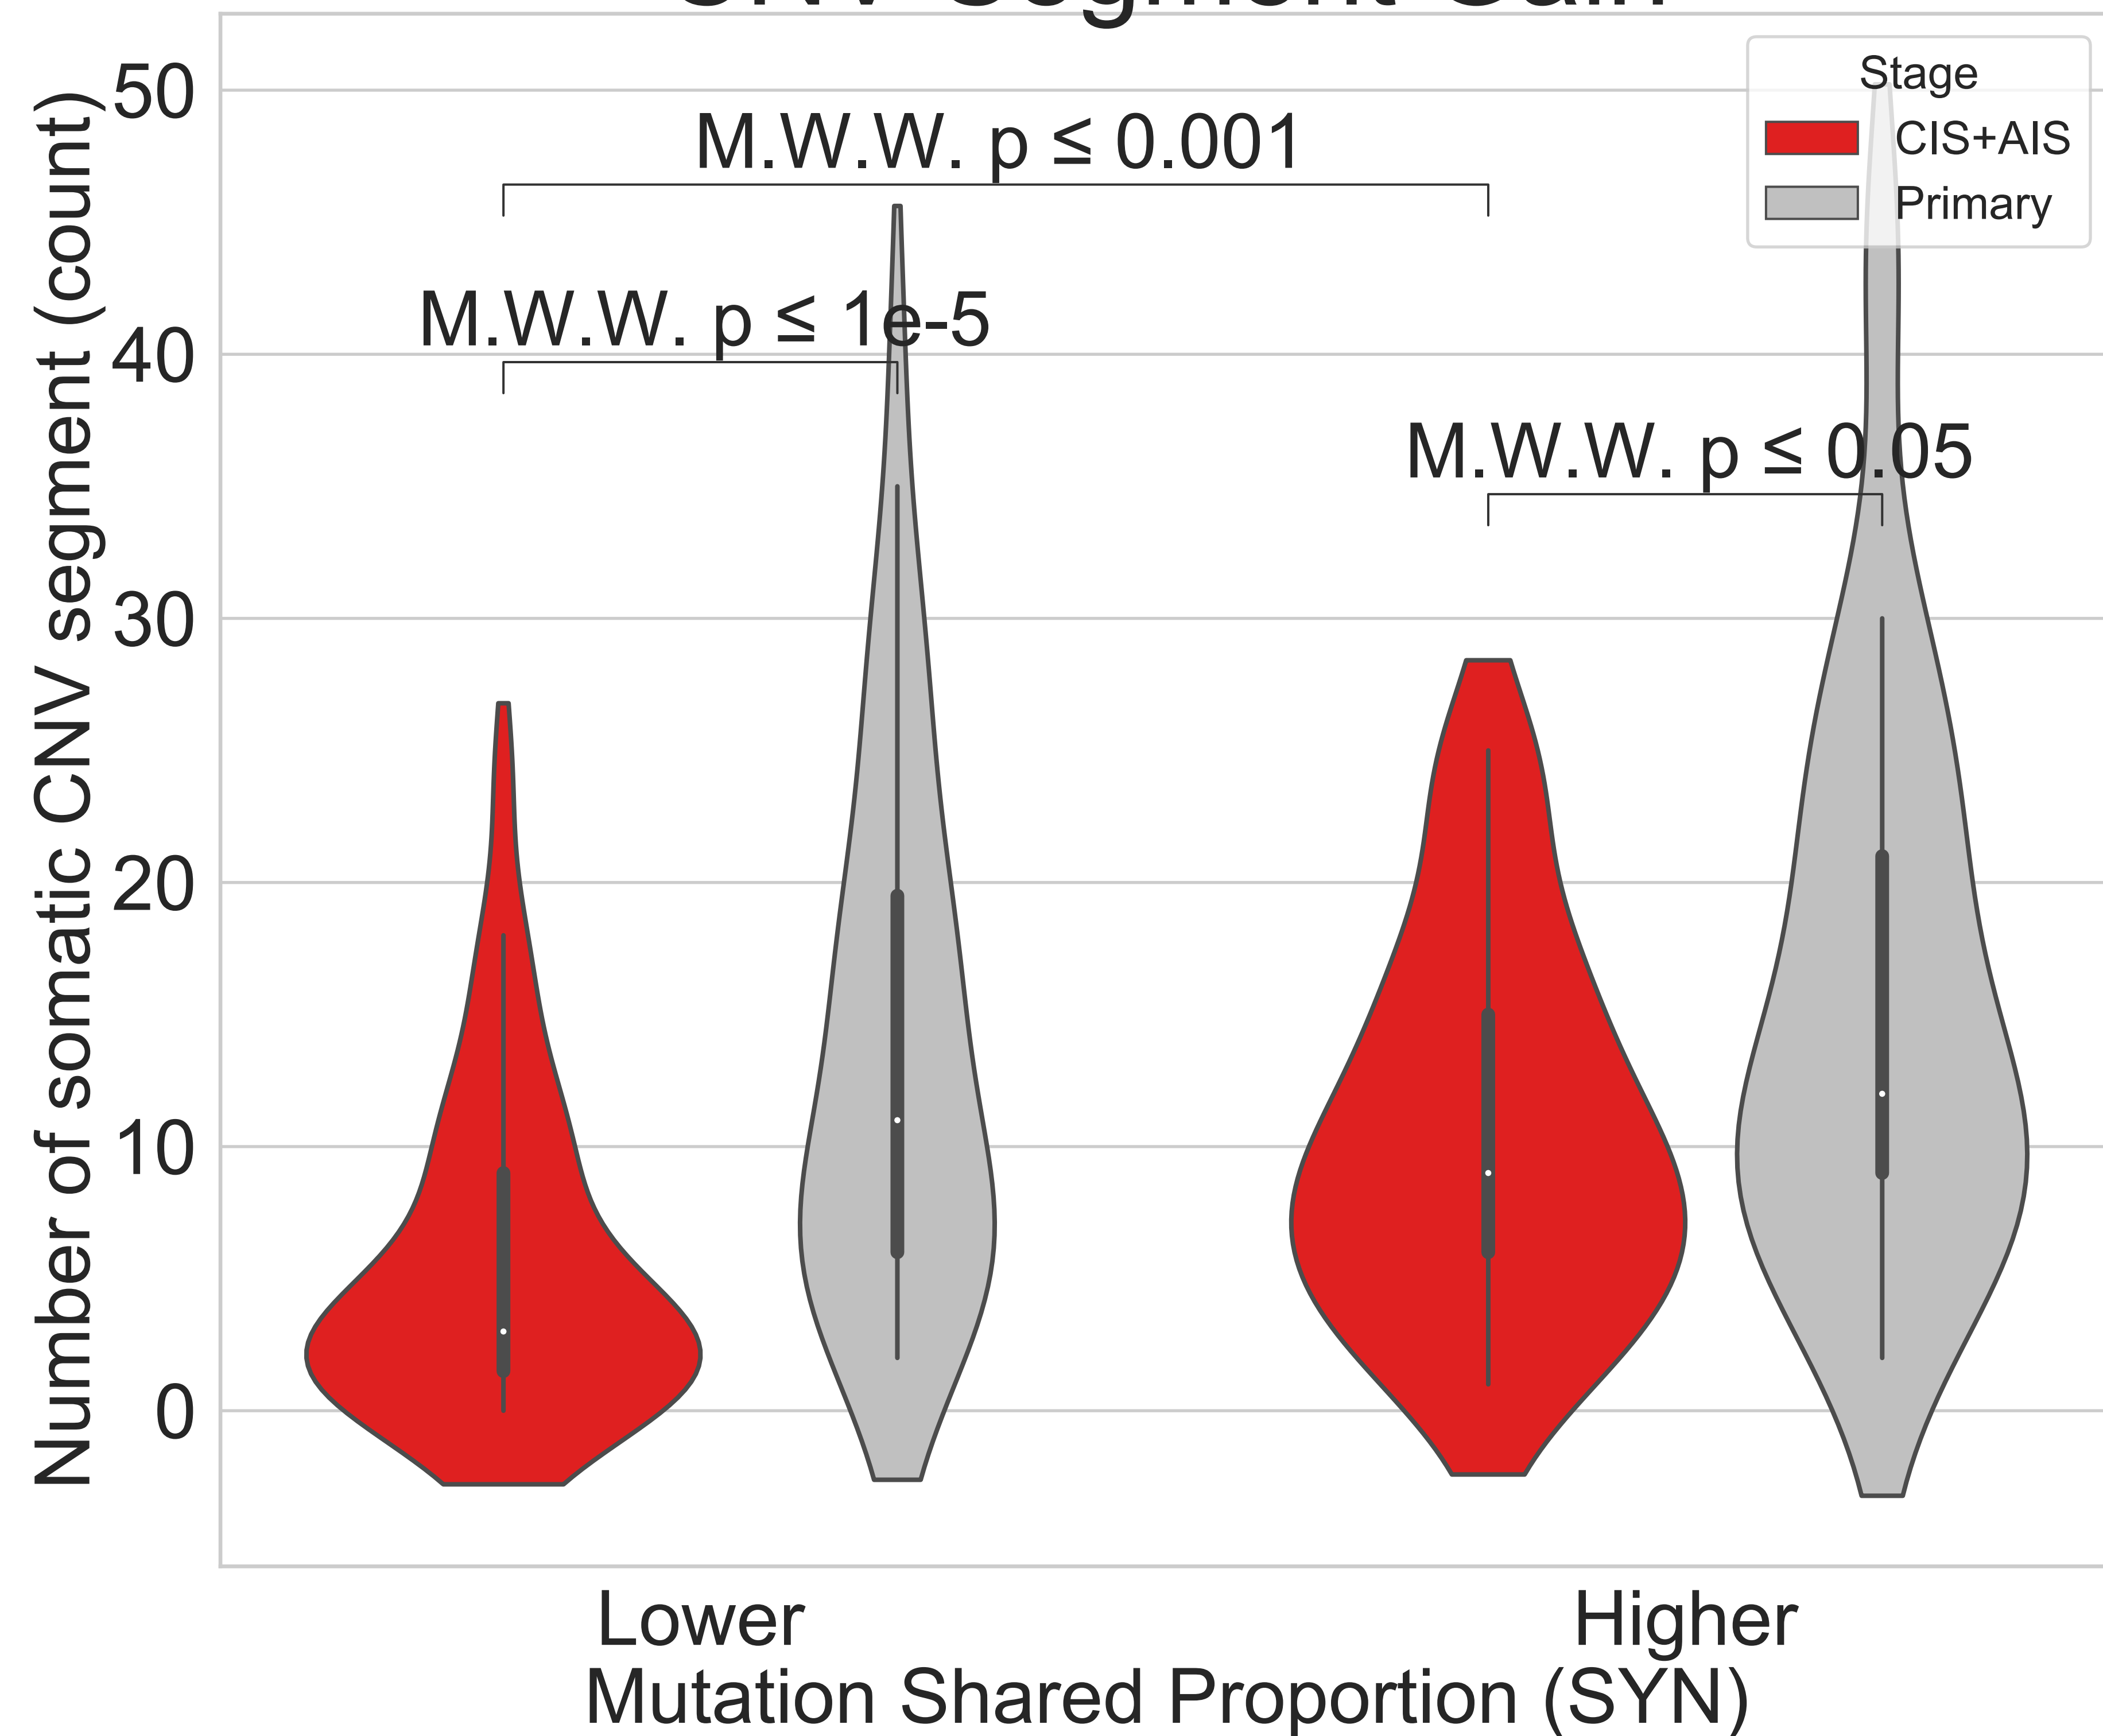 Number of somatic CNV segment (count)
50
40
30
20
10
0
M.W.W. p ≤ 0.001
M.W.W. p ≤ 1e-5
M.W.W. p ≤ 0.05
Stage
CIS+AIS
Primary
Lower
Higher
Mutation Shared Proportion (SYN)